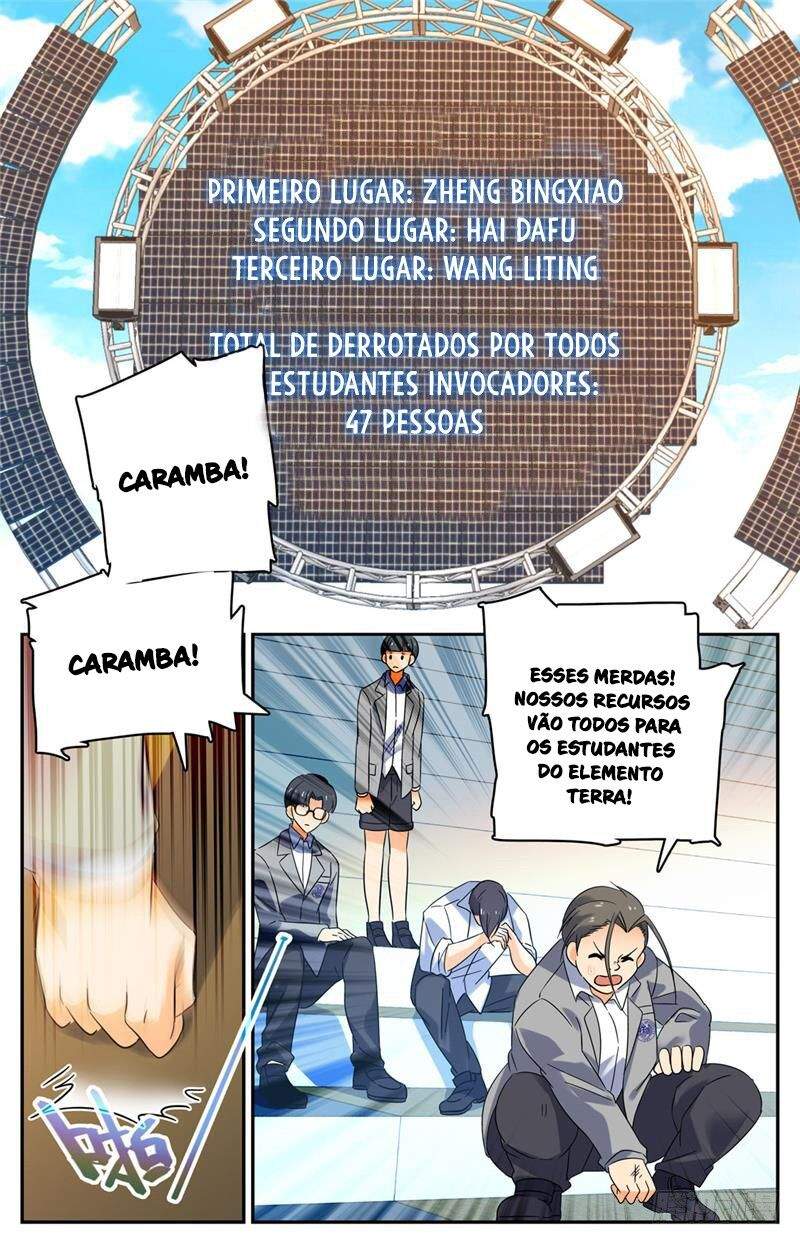 PRIMEIRO LUGAR: ZHENG BINGXIAO
SEGUNDO LUGAR: HAI DAFU
TERCEIRO LUGAR: WANG LITING
TOTAL DE DERROTADOS POR TODOS
ESTUDANTES INVOCADORES:
47 PESSOAS
CARAMBA!
CARAMBA!
ESSES MERDAS!
NOSSOS RECURSOS
VÃO TODOS PARA
OS ESTUDANTES
DO ELEMENTO
TERRA!